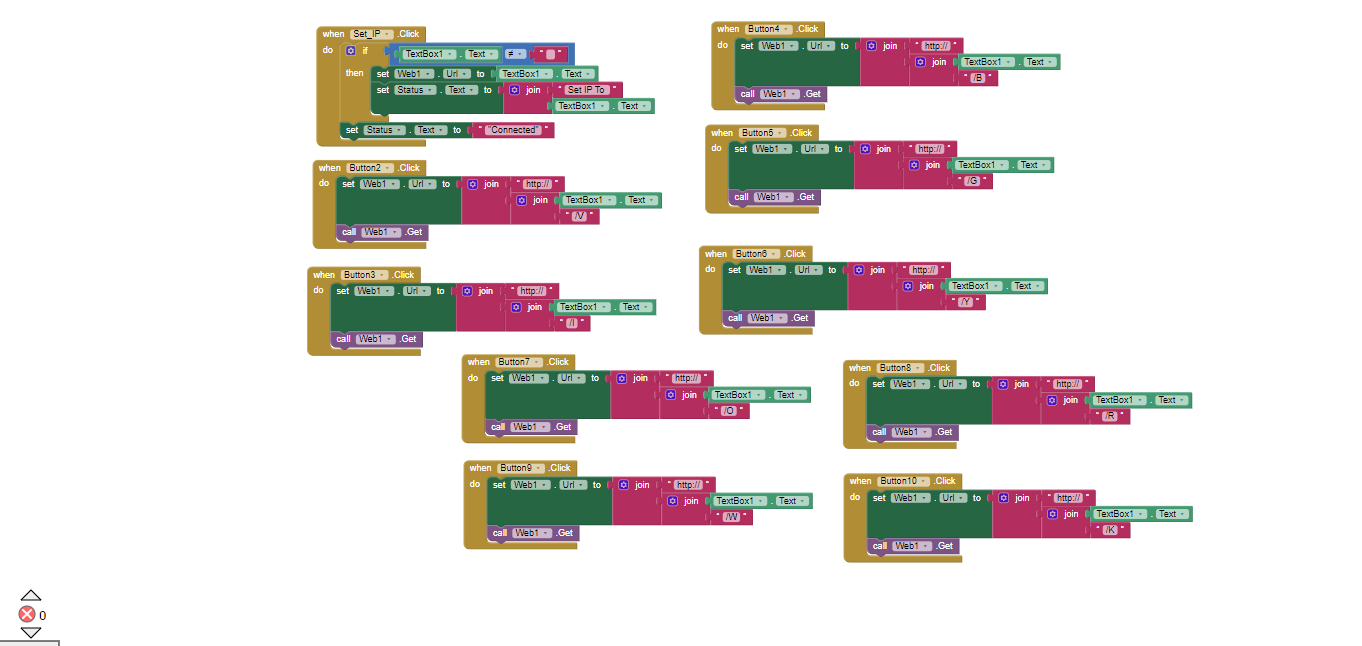 when Set_IP .Click
do if TextBox1 . Text ≠ " "
then set Web1 . Url to TextBox1 . Text
set Status . Text to join " Set IP To "
TextBox1 . Text
set Status . Text to " "Connected" "
when Button2 .Click
do set Web1 . Url to join " http:// "
join TextBox1 . Text
" /V "
call Web1 .Get
when Button3 .Click
do set Web1 . Url to join " http:// "
join TextBox1 . Text
" /I "
call Web1 .Get
when Button4 .Click
do set Web1 . Url to join " http:// "
join TextBox1 . Text
" /B "
call Web1 .Get
when Button5 .Click
do set Web1 . Url to join " http:// "
join TextBox1 . Text
" /G "
call Web1 .Get
when Button6 .Click
do set Web1 . Url to join " http:// "
join TextBox1 . Text
" /Y "
call Web1 .Get
when Button7 .Click
do set Web1 . Url to join " http:// "
join TextBox1 . Text
" /O "
call Web1 .Get
when Button8 .Click
do set Web1 . Url to join " http:// "
join TextBox1 . Text
" /R "
call Web1 .Get
when Button9 .Click
do set Web1 . Url to join " http:// "
join TextBox1 . Text
" /W "
call Web1 .Get
when Button10 .Click
do set Web1 . Url to join " http:// "
join TextBox1 . Text
" /K "
call Web1 .Get
0